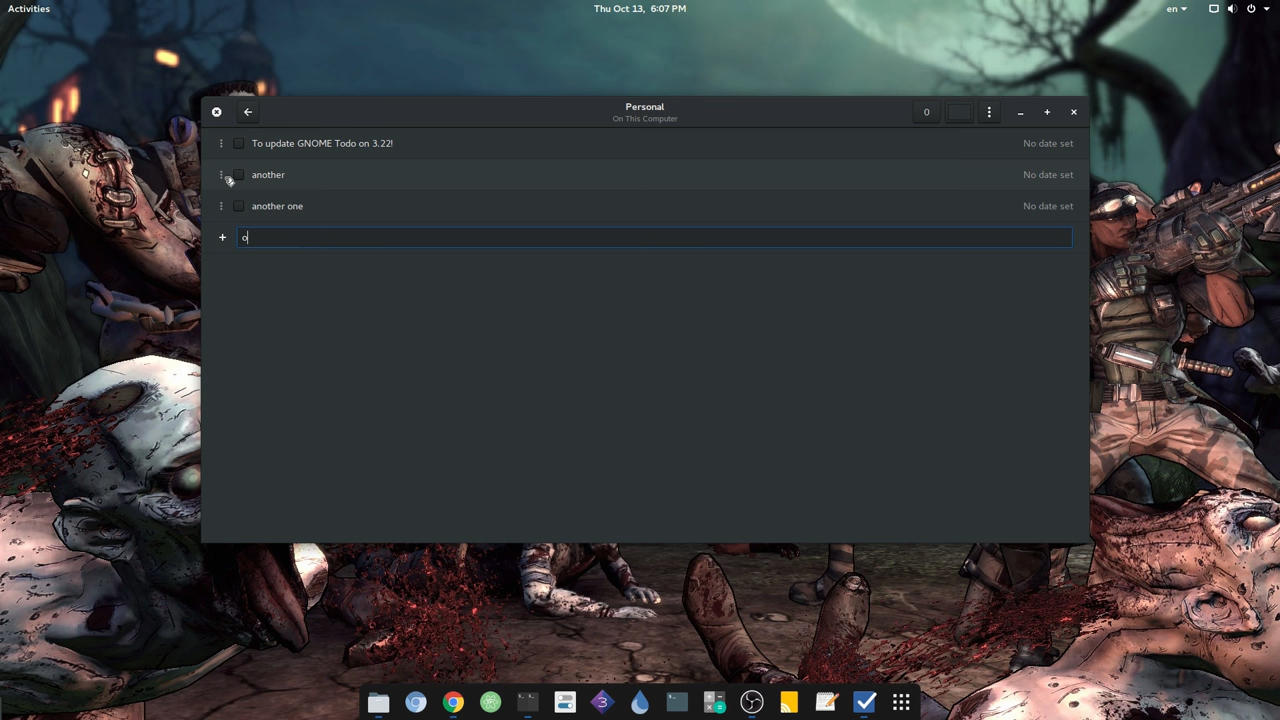 Activities
Thu Oct 13, 6:07 PM
en
Personal
On This Computer
0
To update GNOME Todo on 3.22!
No date set
another
No date set
another one
No date set
o
3